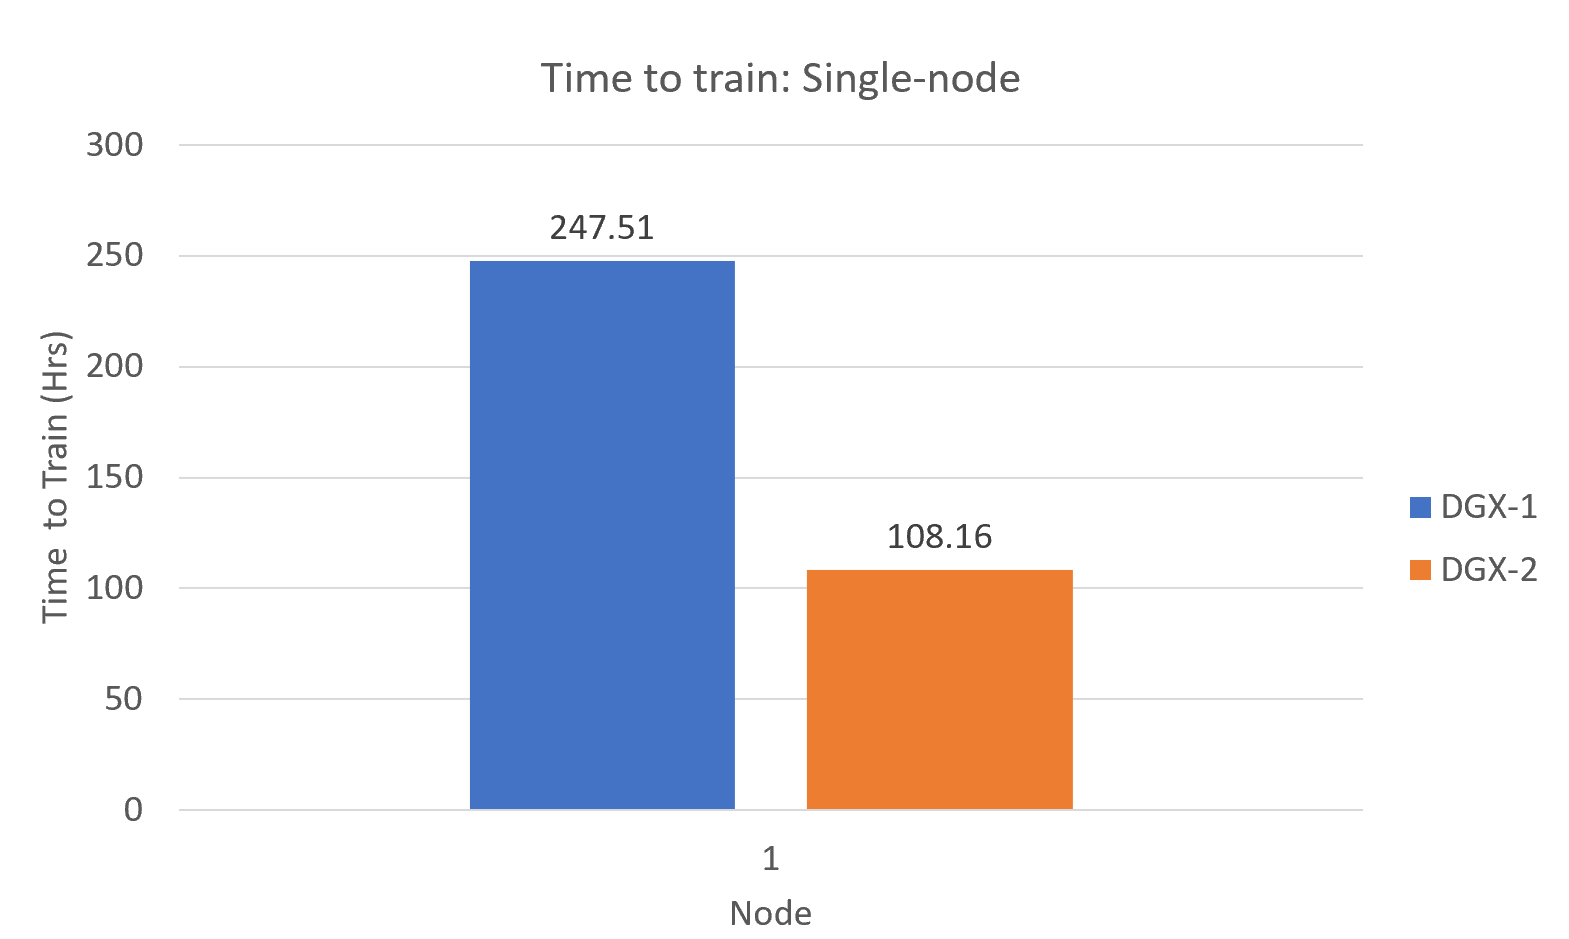 Time to train: Single-node
300
250
200
150
100
50
0
Time to Train (Hrs)
247.51
108.16
1
Node
DGX-1
DGX-2